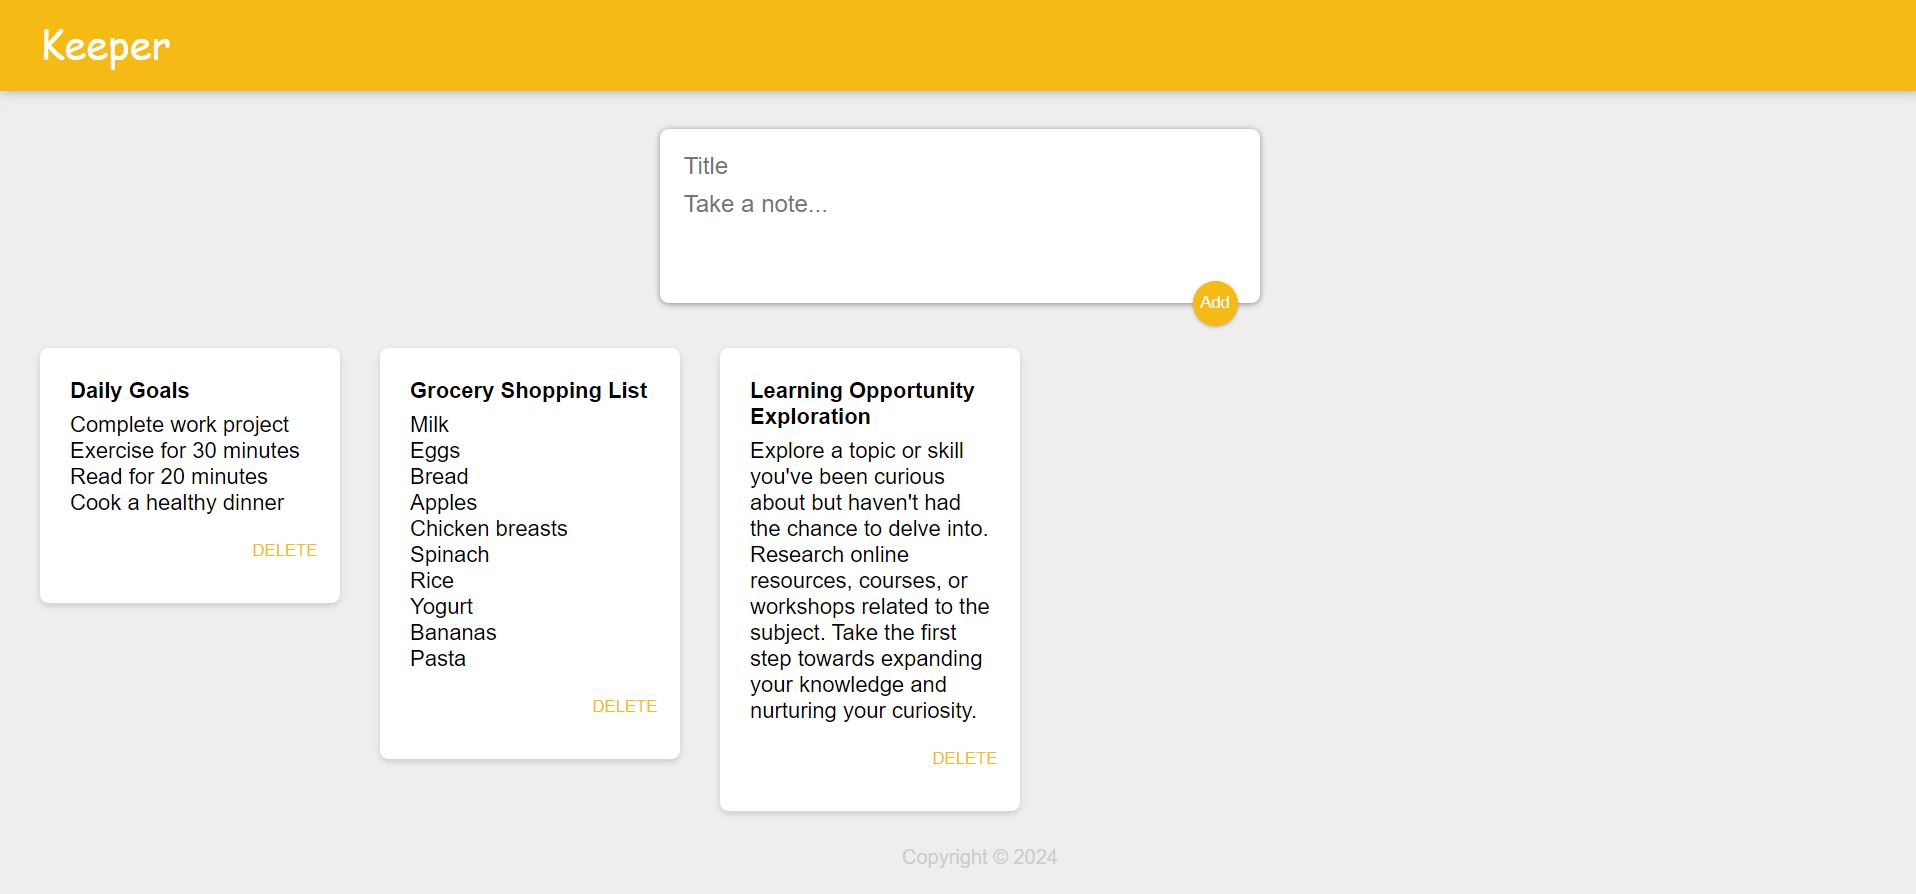 Keeper
Title
Take a note...
Add
Daily Goals
Complete work project
Exercise for 30 minutes
Read for 20 minutes
Cook a healthy dinner
DELETE
Grocery Shopping List
Milk
Eggs
Bread
Apples
Chicken breasts
Spinach
Rice
Yogurt
Bananas
Pasta
DELETE
Learning Opportunity
Exploration
Explore a topic or skill
you've been curious
about but haven't had
the chance to delve into.
Research online
resources, courses, or
workshops related to the
subject. Take the first
step towards expanding
your knowledge and
nurturing your curiosity.
DELETE
Copyright © 2024